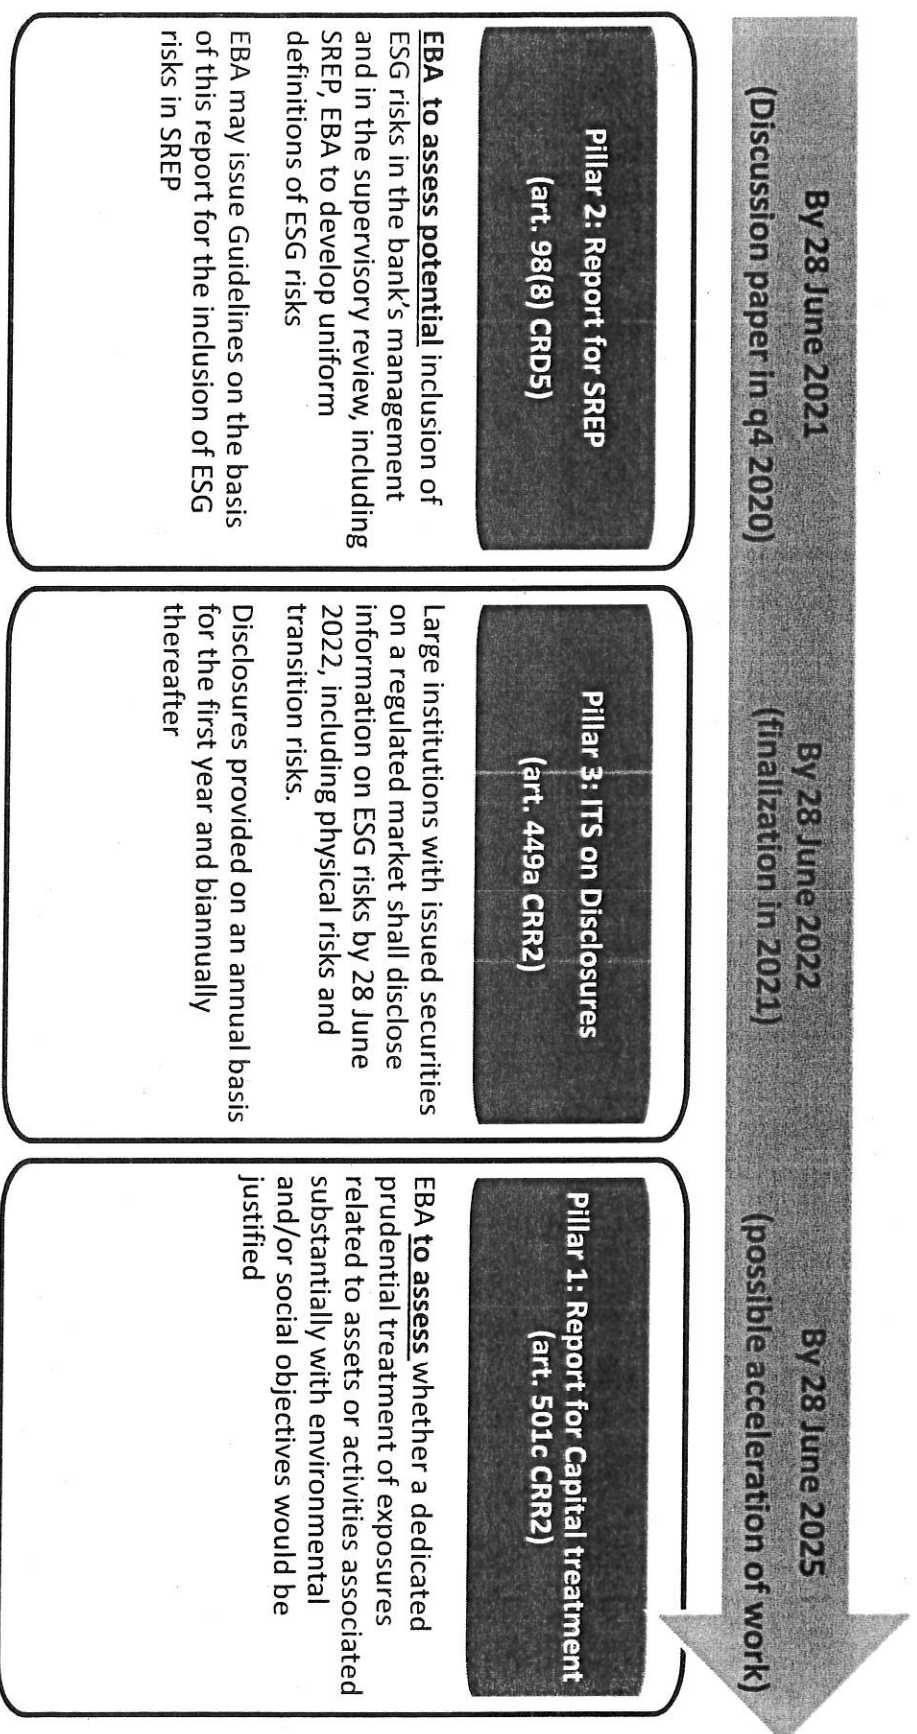 By 28 June 2021
(Discussion paper in q4 2020)
By 28 June 2022
(finalization in 2021)
By 28 June 2025
(possible acceleration of work)
Pillar 2: Report for SREP
(art. 98(8) CRD5)
EBA to assess potential inclusion of
ESG risks in the bank's management
and in the supervisory review, including
SREP, EBA to develop uniform
definitions of ESG risks
EBA may issue Guidelines on the basis
of this report for the inclusion of ESG
risks in SREP
Pillar 3: ITS on Disclosures
(art. 449a CRR2)
Large institutions with issued securities
on a regulated market shall disclose
information on ESG risks by 28 June
2022, including physical risks and
transition risks.
Disclosures provided on an annual basis
for the first year and biannually
thereafter
Pillar 1: Report for Capital treatment
(art. 501c CRR2)
EBA to assess whether a dedicated
prudential treatment of exposures
related to assets or activities associated
substantially with environmental
and/or social objectives would be
justified